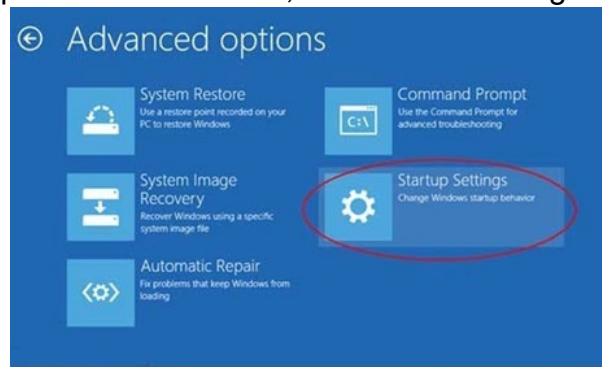 Advanced options
System Restore
Use a restore point recorded on your
PC to restore Windows
Command Prompt
Use the Command Prompt for
advanced troubleshooting
C:\
System Image
Recovery
Recover Windows using a specific
system image file
Startup Settings
Change Windows startup behavior
Automatic Repair
Fix problems that keep Windows from
loading